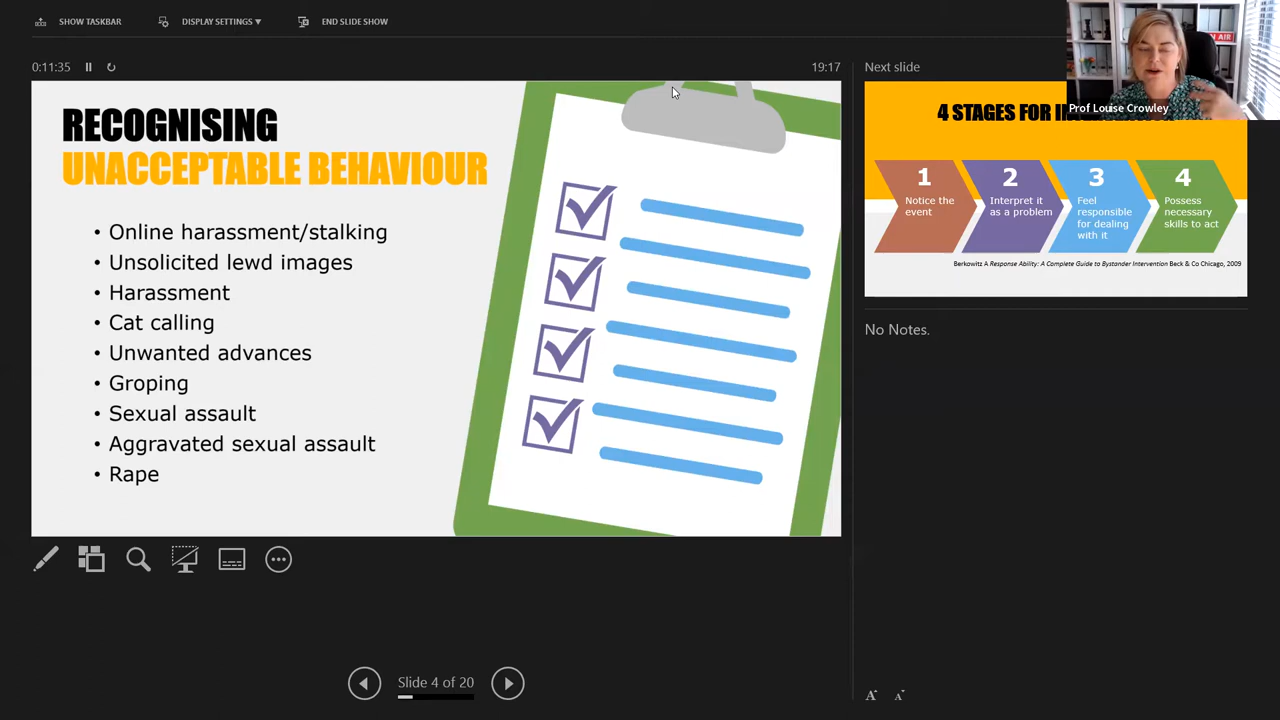 SHOW TASKBAR
DISPLAY SETTINGS ▼
END SLIDE SHOW
0:11:35
19:17
RECOGNISING
UNACCEPTABLE BEHAVIOUR
• Online harassment/stalking
• Unsolicited lewd images
• Harassment
• Cat calling
• Unwanted advances
• Groping
• Sexual assault
• Aggravated sexual assault
• Rape
Slide 4 of 20
Next slide
ON AIR
Prof Louise Crowley
4 STAGES FOR
1
Notice the
event
2
Interpret it
as a problem
3
Feel
responsible
for dealing
with it
4
Possess
necessary
skills to act
Berkowitz A Response Ability: A Complete Guide to Bystander Intervention Beck & Co Chicago, 2009
No Notes.
A A